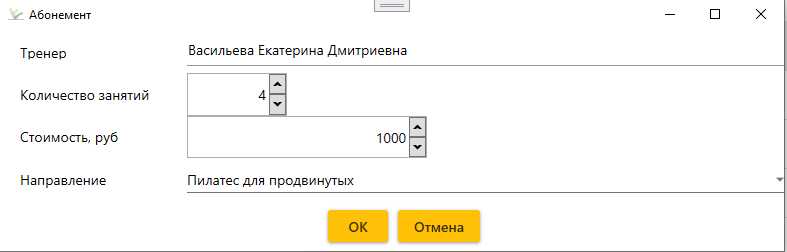 Абонемент
Тренер Васильева Екатерина Дмитриевна
Количество занятий 4
Стоимость, руб 1000
Направление Пилатес для продвинутых
ОК Отмена